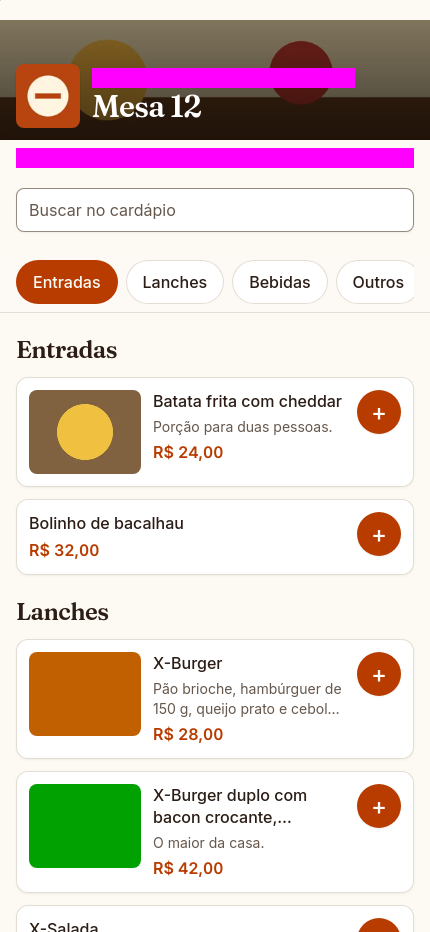 Mesa 12
Buscar no cardápio
Entradas
Lanches
Bebidas
Outros
Entradas
Batata frita com cheddar
Porção para duas pessoas.
R$ 24,00
+
Bolinho de bacalhau
R$ 32,00
+
Lanches
X-Burger
Pão brioche, hambúrguer de
150 g, queijo prato e cebol...
R$ 28,00
+
X-Burger duplo com
bacon crocante,...
O maior da casa.
R$ 42,00
+
X-Salada